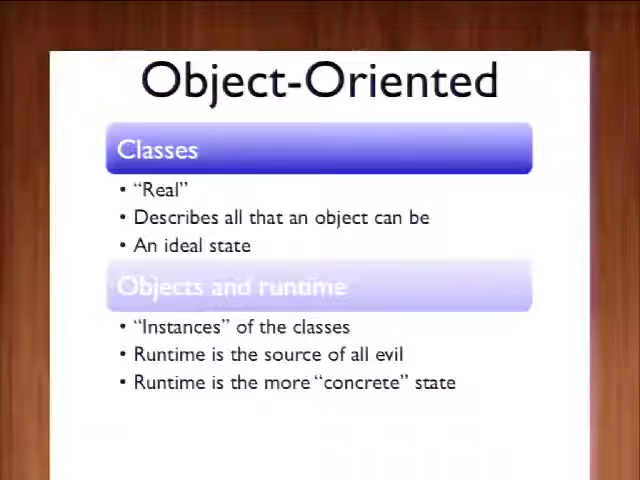 Object-Oriented
Classes
• “Real”
• Describes all that an object can be
• An ideal state
Objects and runtime
• “Instances” of the classes
• Runtime is the source of all evil
• Runtime is the more “concrete” state